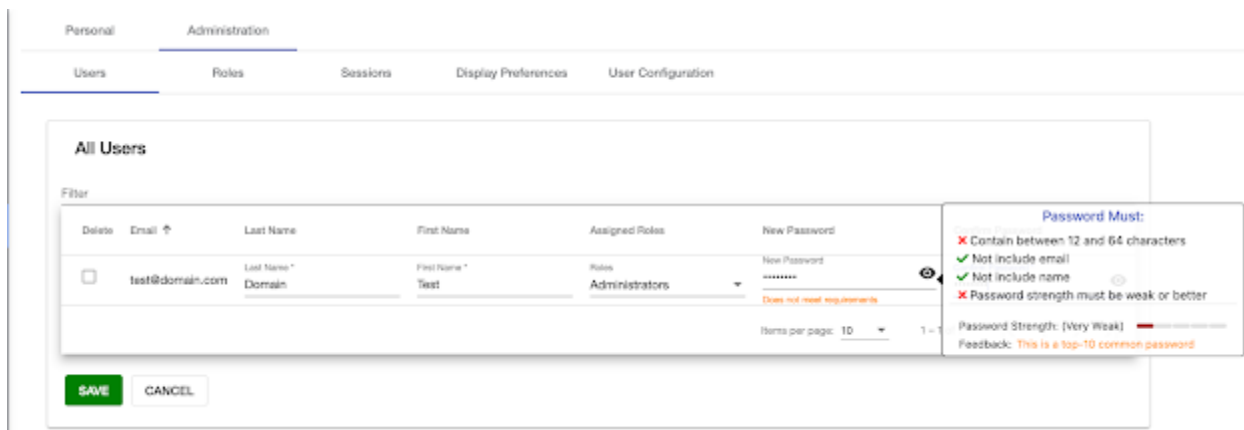 Personal Administration
Users Roles Sessions Display Preferences User Configuration
All Users
Filter
Delete Email ↑ Last Name First Name Assigned Roles New Password
test@domain.com
Last Name *
Domain
First Name *
Test
Roles
Administrators
New Password
••••••••
Does not meet requirements
Items per page: 10 1 – 1
Password Must:
✗ Contain between 12 and 64 characters
✓ Not include email
✓ Not include name
✗ Password strength must be weak or better
Password Strength: (Very Weak)
Feedback: This is a top-10 common password
SAVE CANCEL